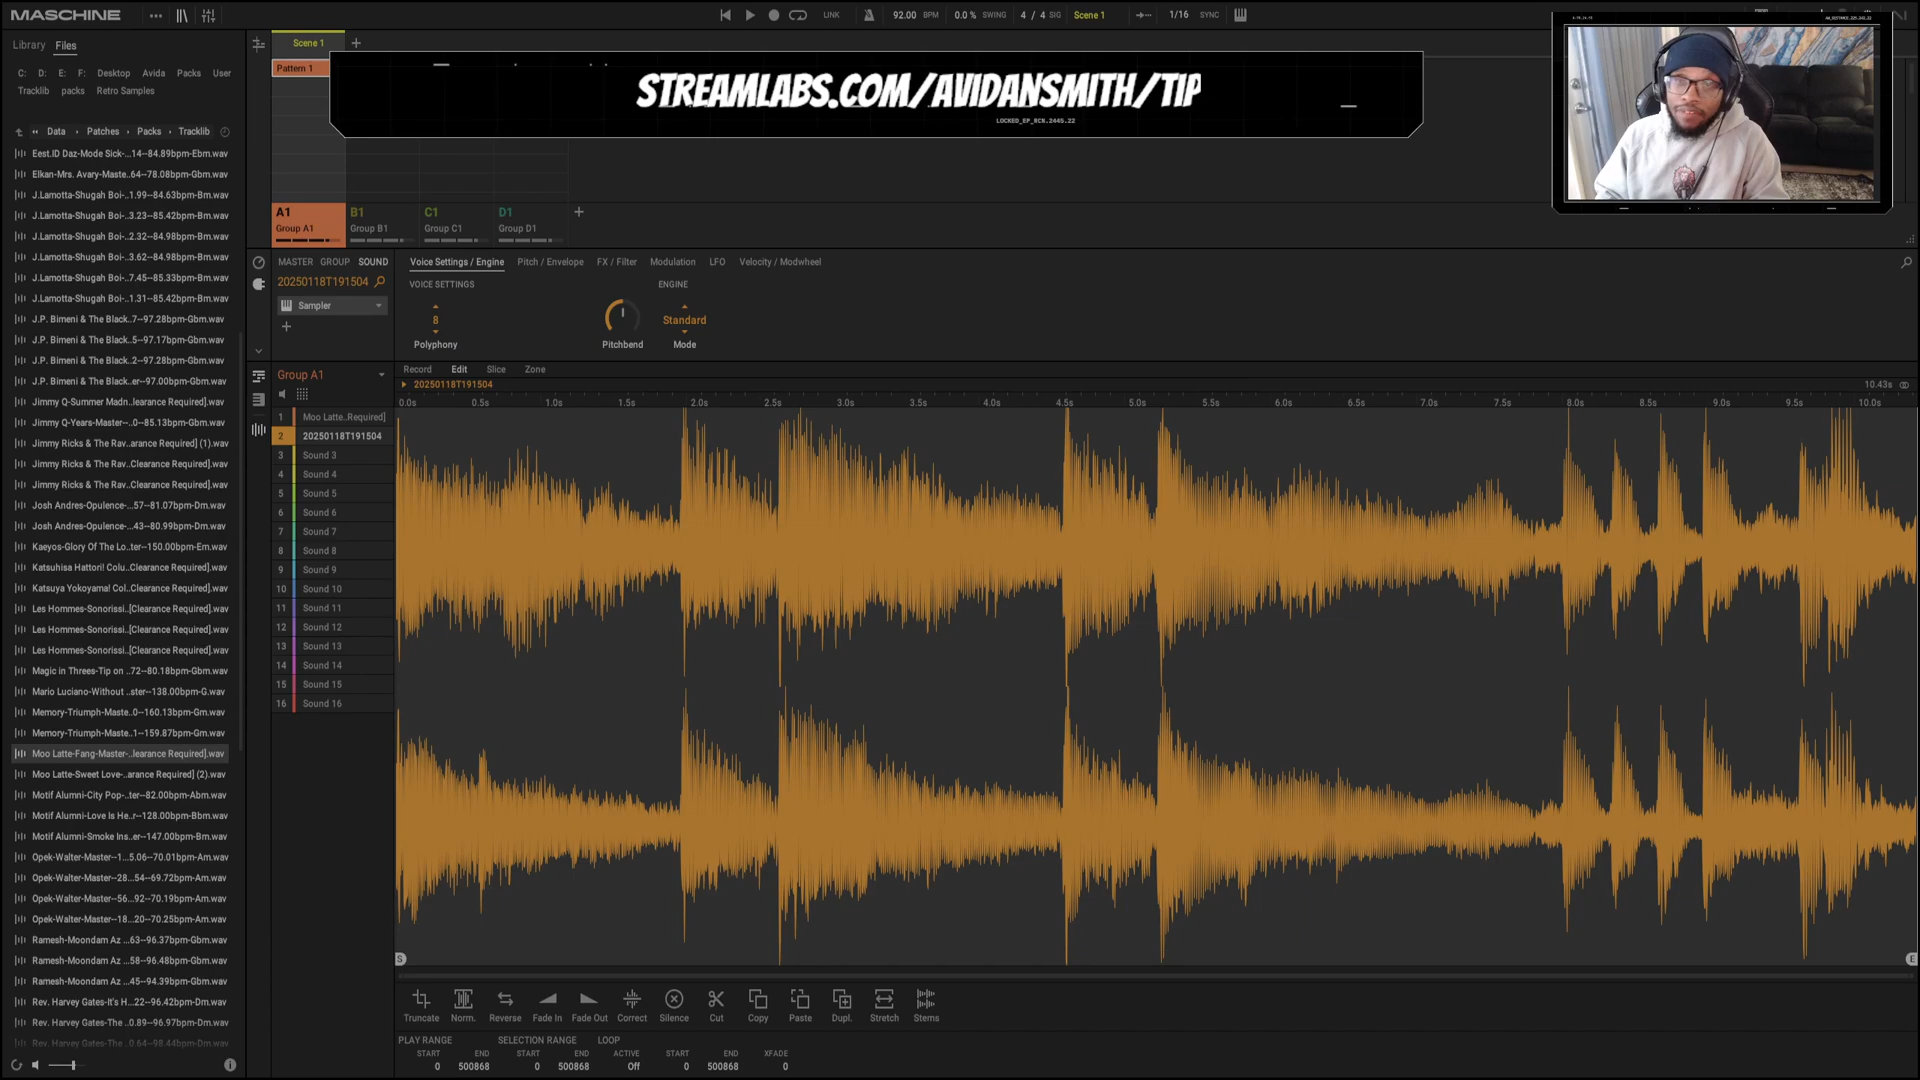 MASCHINE
LINK
92.00 BPM
0.0% SWING
4 / 4 SIG
Scene 1
1/16 SYNC
Library Files
C: D: E: F: Desktop Avida Packs User
Tracklib packs Retro Samples
Data Patches Packs Tracklib
Eest.ID Daz-Mode Sick-...14--84.89bpm-Ebm.wav
Elkan-Mrs. Avary-Maste..64--78.08bpm-Gbm.wav
J.Lamotta-Shugah Boi-..1.99--84.63bpm-Bm.wav
J.Lamotta-Shugah Boi-..3.23--85.42bpm-Bm.wav
J.Lamotta-Shugah Boi-..2.32--84.98bpm-Bm.wav
J.Lamotta-Shugah Boi-..3.62--84.98bpm-Bm.wav
J.Lamotta-Shugah Boi-..7.45--85.33bpm-Bm.wav
J.Lamotta-Shugah Boi-..1.31--85.42bpm-Bm.wav
J.P. Bimeni & The Black..7--97.28bpm-Gm.wav
J.P. Bimeni & The Black...5--97.17bpm-Gm.wav
J.P. Bimeni & The Black..2--97.28bpm-Gm.wav
J.P. Bimeni & The Black...er--97.00bpm-Gm.wav
Jimmy Q-Summer Madn..learance Required].wav
Jimmy Q-Years-Master--..0--85.13bpm-Gm.wav
Jimmy Ricks & The Rav..arance Required] (1).wav
Jimmy Ricks & The Rav...Clearance Required].wav
Jimmy Ricks & The Rav...Clearance Required].wav
Josh Andres-Opulence-...57--81.07bpm-Dm.wav
Josh Andres-Opulence-...43--80.99bpm-Dm.wav
Kaeyos-Glory Of The Lo..ter--150.00bpm-Em.wav
Katsuhisa Hattori! Colu..Clearance Required].wav
Katsuya Yokoyama! Col..Clearance Required].wav
Les Hommes-Sonorissi..[Clearance Required].wav
Les Hommes-Sonorissi..[Clearance Required].wav
Les Hommes-Sonorissi..[Clearance Required].wav
Magic in Threes-Tip on ..72--80.18bpm-Gbm.wav
Mario Luciano-Without ..ster--138.00bpm-G.wav
Memory-Triumph-Maste..0--160.13bpm-Gm.wav
Memory-Triumph-Maste..1--159.87bpm-Gm.wav
Moo Latte-Fang-Master-..learance Required].wav
Moo Latte-Sweet Love-..arance Required] (2).wav
Motif Alumni-City Pop-..ter--82.00bpm-Abm.wav
Motif Alumni-Love Is He..r--128.00bpm-Bbm.wav
Motif Alumni-Smoke Ins..er--147.00bpm-Bm.wav
Opek-Walter-Master--1...5.06--70.01bpm-Am.wav
Opek-Walter-Master--28...54--69.72bpm-Am.wav
Opek-Walter-Master--56...92--70.19bpm-Am.wav
Opek-Walter-Master--18...20--70.25bpm-Am.wav
Ramesh-Moondam Az ...63--96.37bpm-Gbm.wav
Ramesh-Moondam Az ...58--96.48bpm-Gbm.wav
Ramesh-Moondam Az ...45--94.39bpm-Gbm.wav
Rev. Harvey Gates-It's H...22--96.42bpm-Dm.wav
Rev. Harvey Gates-The ..0.89--96.97bpm-Dm.wav
Rev. Harvey Gates-The ..0.64--98.44bpm-Dm.wav
Scene 1
Pattern 1
STREAMLABS.COM/AVIDANSMITH/TIP
LOCKED_EP_RCN.2445.22
A1 B1 C1 D1
Group A1 Group B1 Group C1 Group D1
MASTER GROUP SOUND
20250118T191504
Sampler
Voice Settings / Engine Pitch / Envelope FX / Filter Modulation LFO Velocity / Modwheel
VOICE SETTINGS ENGINE
8 Standard
Polyphony Pitchbend Mode
Group A1
1 Moo Latte..Required]
2 20250118T191504
3 Sound 3
4 Sound 4
5 Sound 5
6 Sound 6
7 Sound 7
8 Sound 8
9 Sound 9
10 Sound 10
11 Sound 11
12 Sound 12
13 Sound 13
14 Sound 14
15 Sound 15
16 Sound 16
Record Edit Slice Zone
20250118T191504 10.43s
0.0s 0.5s 1.0s 1.5s 2.0s 2.5s 3.0s 3.5s 4.0s 4.5s 5.0s 5.5s 6.0s 6.5s 7.0s 7.5s 8.0s 8.5s 9.0s 9.5s 10.0s
S E
Truncate Norm. Reverse Fade In Fade Out Correct Silence Cut Copy Paste Dupl. Stretch Stems
PLAY RANGE SELECTION RANGE LOOP
START END START END ACTIVE START END XFADE
0 500868 0 500868 Off 0 500868 0